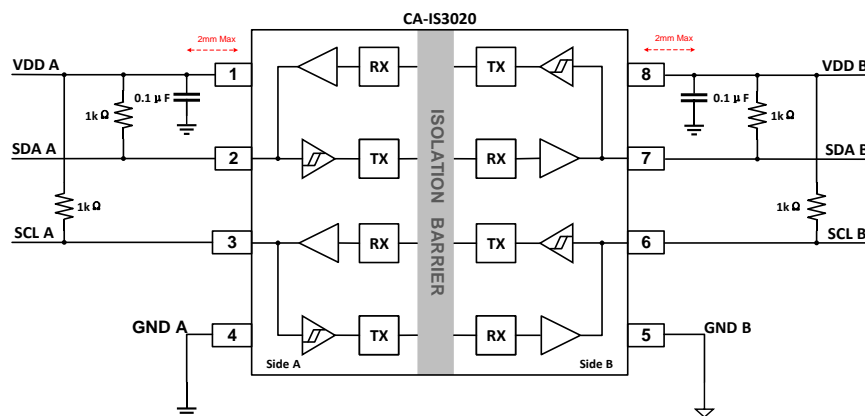 CA-IS3020
2mm Max
2mm Max
VDD A
1
RX
TX
8
VDD B
0.1 μF
0.1 μF
1kΩ
1kΩ
SDA A
2
TX
RX
7
SDA B
ISOLATION BARRIER
1kΩ
1kΩ
SCL A
3
RX
TX
6
SCL B
GND A
4
TX
RX
5
GND B
Side A
Side B